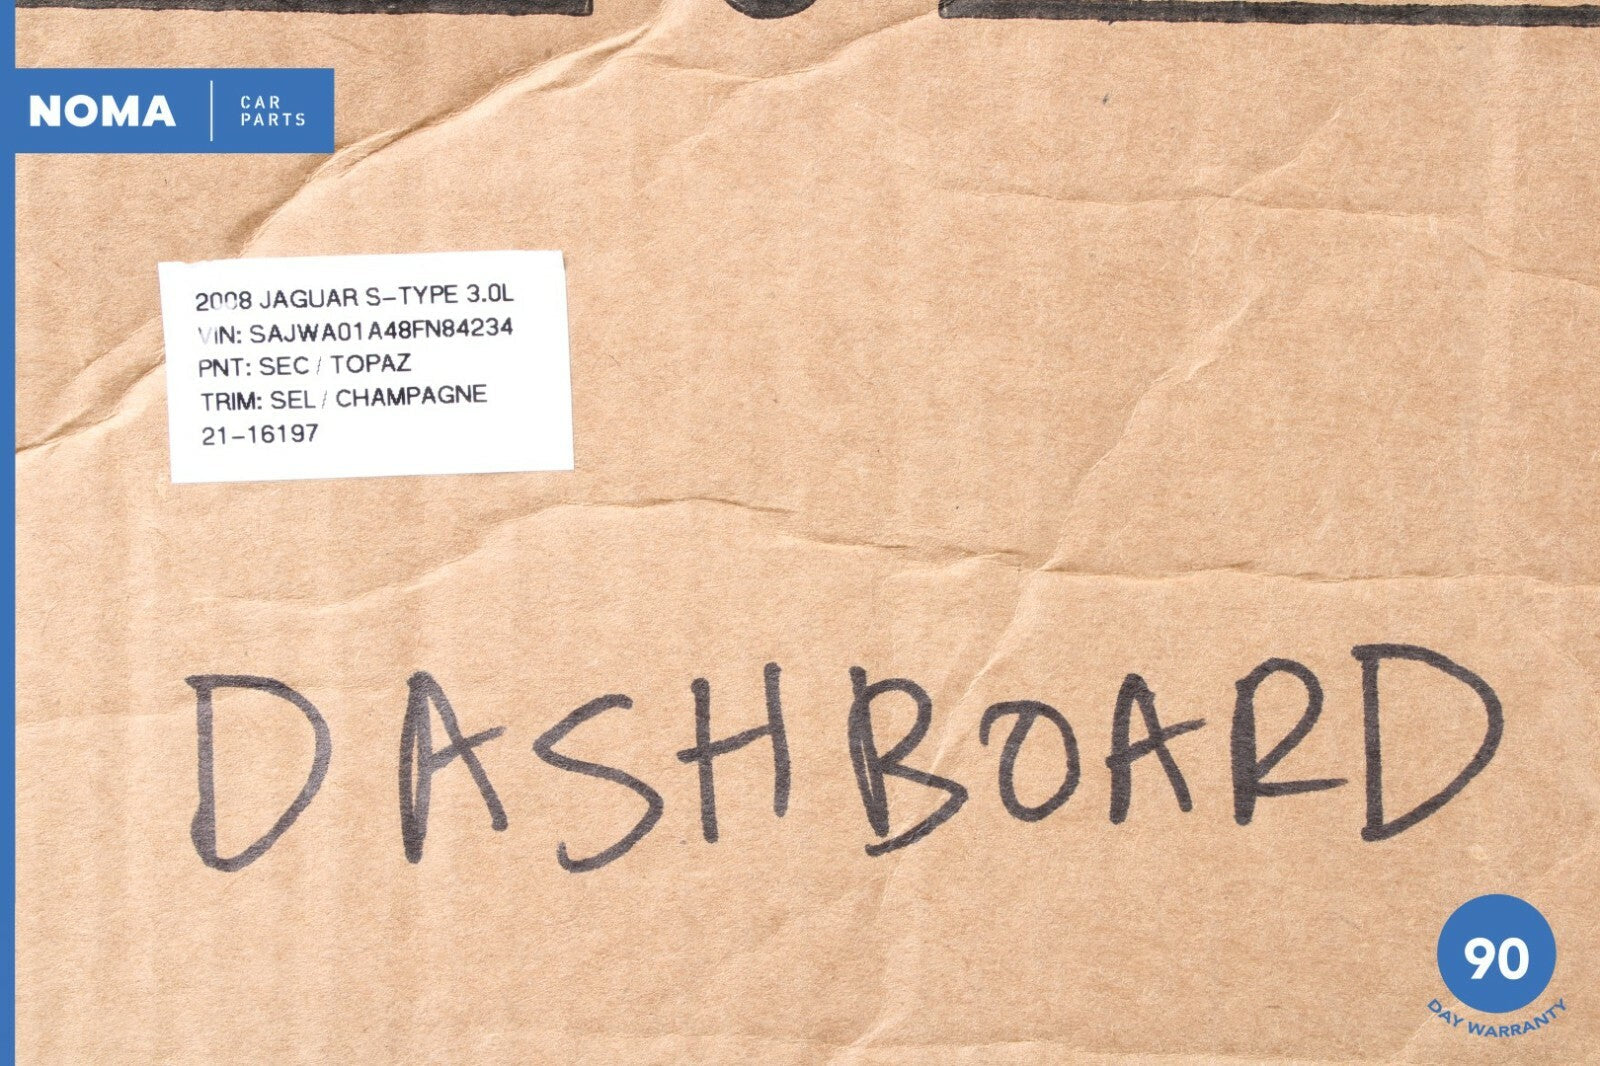 NOMA
CAR
PARTS
2008 JAGUAR S-TYPE 3.0L
VIN: SAJWA01A48FN84234
PNT: SEC / TOPAZ
TRIM: SEL / CHAMPAGNE
21-16197
DASHBOARD
90
DAY WARRANTY